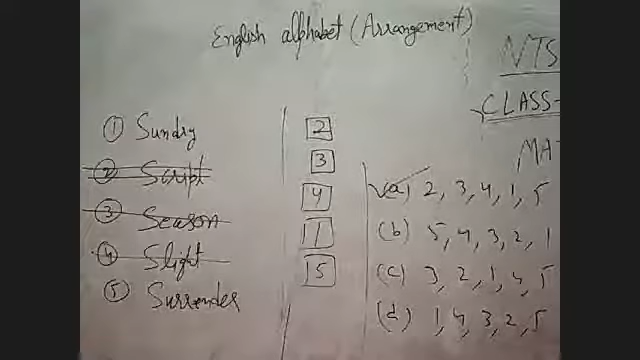 English alphabet (Arrangement)
NTS
CLASS-
MAT
① Sundry
② Script
③ Season
④ Slight
⑤ Surrender
2
3
4
1
5
(a) 2, 3, 4, 1, 5
(b) 5, 4, 3, 2, 1
(c) 3, 2, 1, 4, 5
(d) 1, 4, 3, 2, 5